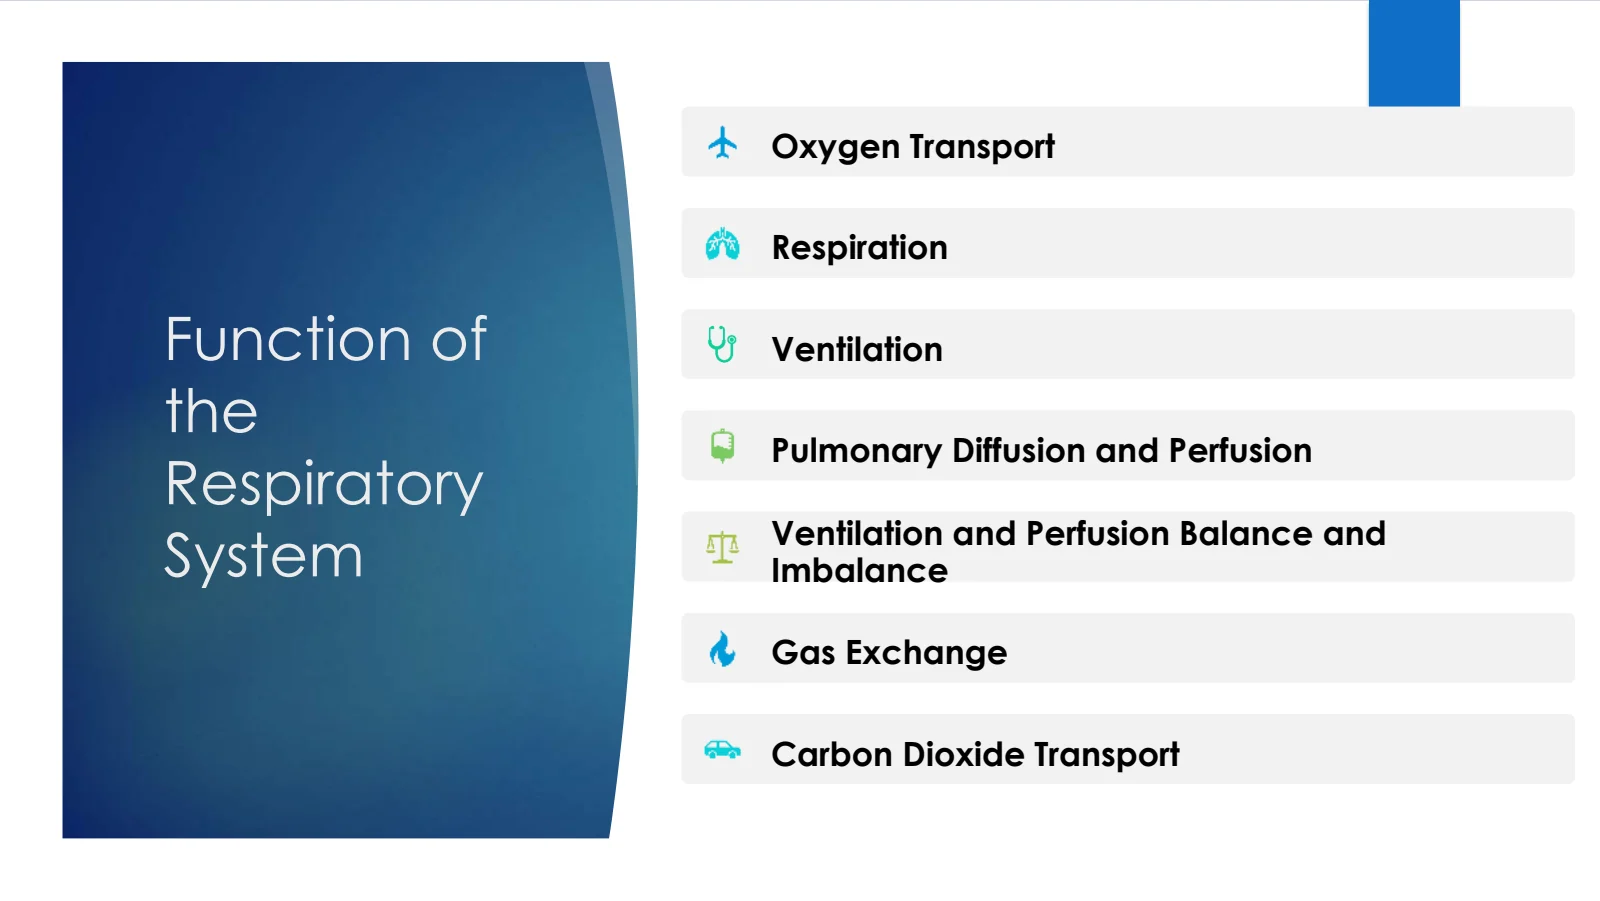 Function of
the
Respiratory
System
Oxygen Transport
Respiration
Ventilation
Pulmonary Diffusion and Perfusion
Ventilation and Perfusion Balance and
Imbalance
Gas Exchange
Carbon Dioxide Transport